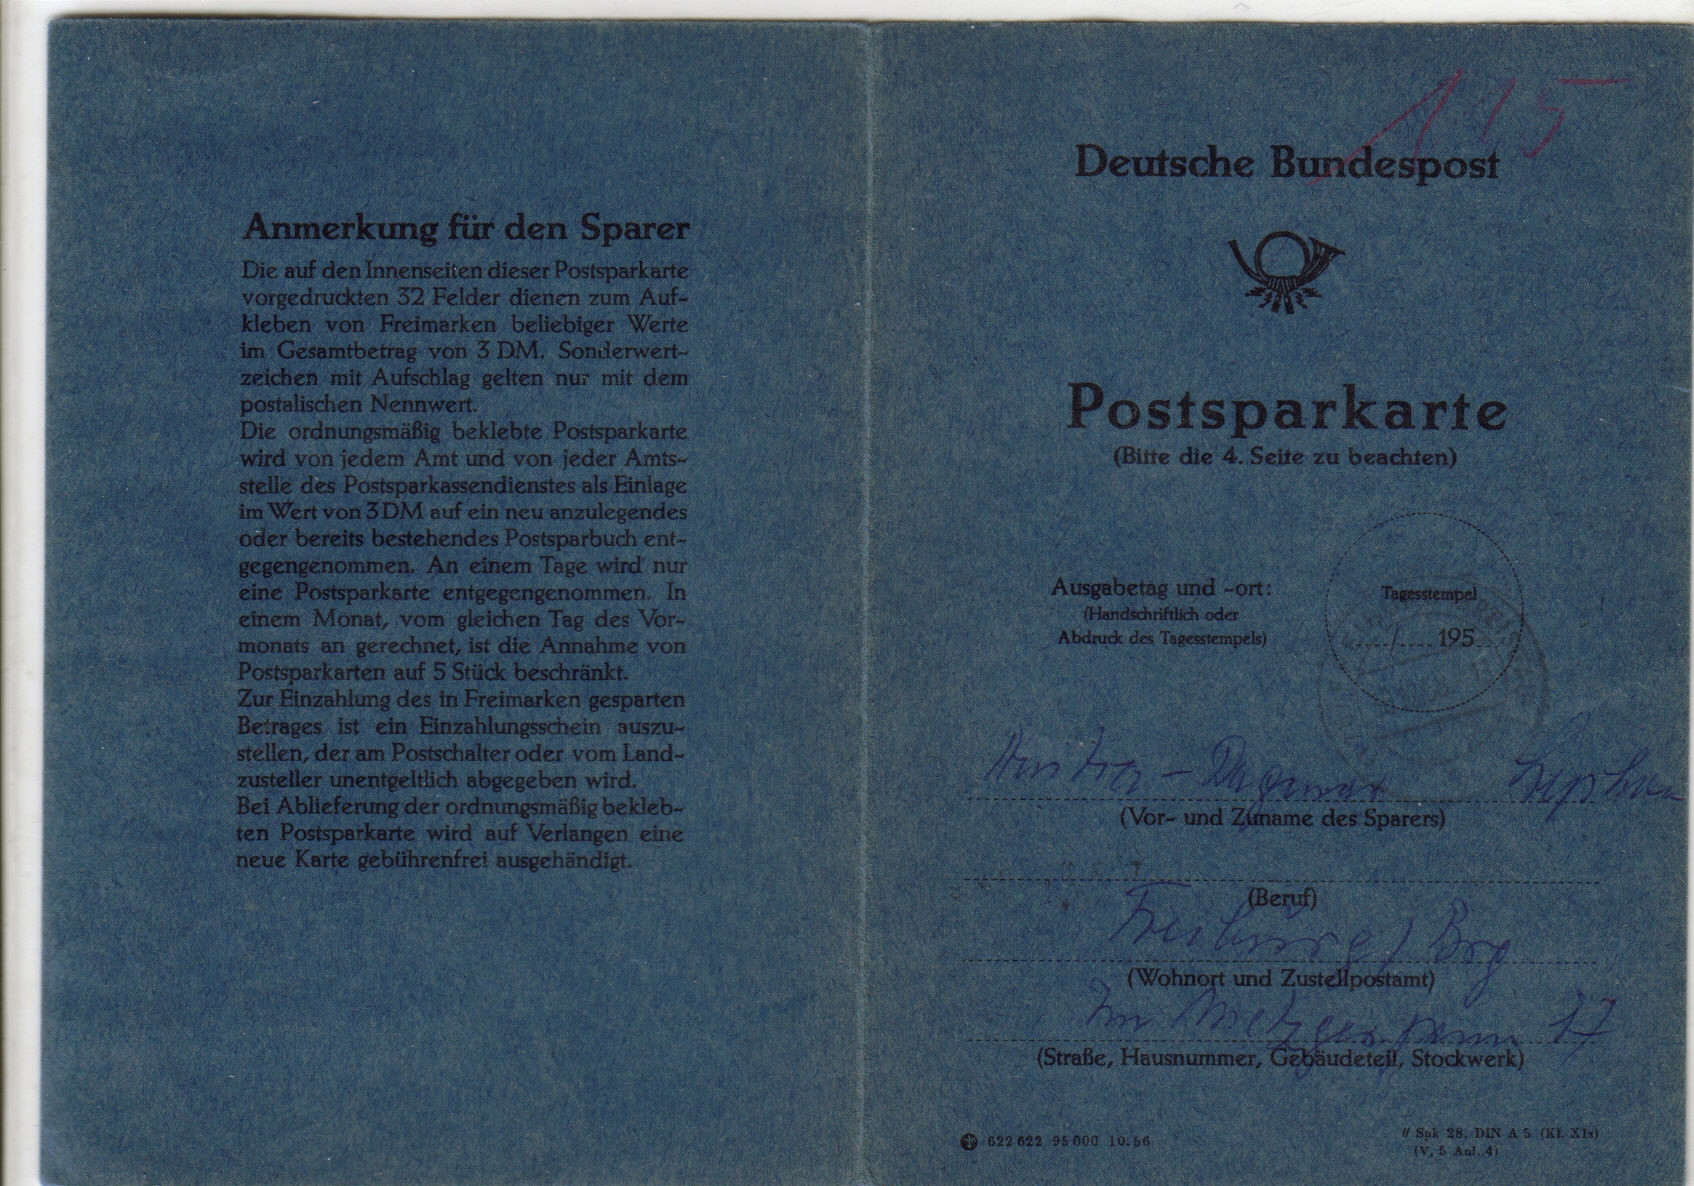 Anmerkung für den Sparer
Die auf den Innenseiten dieser Postsparkarte
vorgedruckten 32 Felder dienen zum Auf-
kleben von Freimarken beliebiger Werte
im Gesamtbetrag von 3 DM. Sonderwert-
zeichen mit Aufschlag gelten nur mit dem
postalischen Nennwert.
Die ordnungsmäßig beklebte Postsparkarte
wird von jedem Amt und von jeder Amts-
stelle des Postsparkassendienstes als Einlage
im Wert von 3 DM auf ein neu anzulegendes
oder bereits bestehendes Postsparbuch ent-
gegengenommen. An einem Tage wird nur
eine Postsparkarte entgegengenommen. In
einem Monat, vom gleichen Tag des Vor-
monats an gerechnet, ist die Annahme von
Postsparkarten auf 5 Stück beschränkt.
Zur Einzahlung des in Freimarken gesparten
Betrages ist ein Einzahlungsschein auszu-
stellen, der am Postschalter oder vom Land-
zusteller unentgeltlich abgegeben wird.
Bei Ablieferung der ordnungsmäßig bekleb-
ten Postsparkarte wird auf Verlangen eine
neue Karte gebührenfrei ausgehändigt.
115
Deutsche Bundespost
Postsparkarte
(Bitte die 4. Seite zu beachten)
Ausgabetag und -ort:
(Handschriftlich oder
Abdruck des Tagesstempels)
Tagesstempel
/ 195
Dagmar
(Vor- und Zuname des Sparers)
(Beruf)
Freiburg / Brg
(Wohnort und Zustellpostamt)
Im 17
(Straße, Hausnummer, Gebäudeteil, Stockwerk)
622 622 95 000 10.56
// Spk 28, DIN A 5 (Kl. XIs)
(V, 5 Anl. 4)